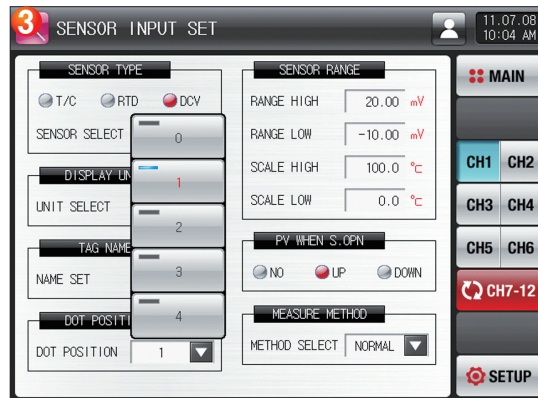 3
SENSOR INPUT SET
11.07.08
10:04 AM
SENSOR TYPE
T/C RTD DCV
SENSOR SELECT
0
1
2
3
4
DISPLAY UN
UNIT SELECT
TAG NAME
NAME SET
DOT POSITI
DOT POSITION 1
SENSOR RANGE
RANGE HIGH 20.00 mV
RANGE LOW -10.00 mV
SCALE HIGH 100.0 ℃
SCALE LOW 0.0 ℃
PV WHEN S.OPN
NO UP DOWN
MEASURE METHOD
METHOD SELECT NORMAL
MAIN
CH1 CH2
CH3 CH4
CH5 CH6
CH7-12
SETUP